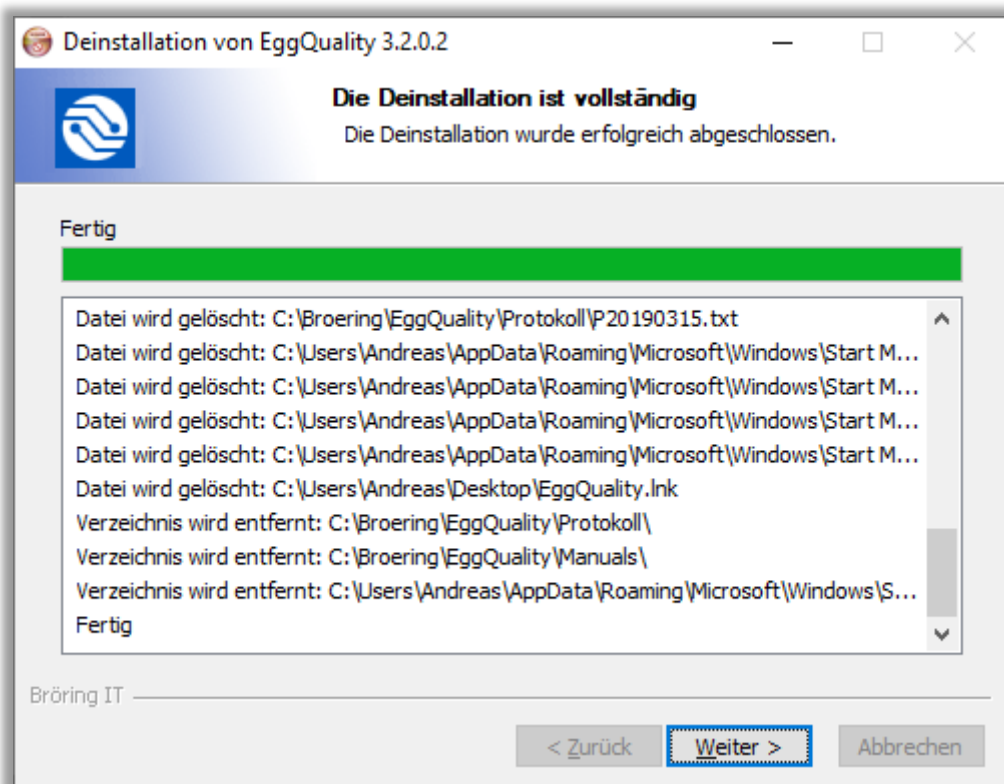 Deinstallation von EggQuality 3.2.0.2
Die Deinstallation ist vollständig
Die Deinstallation wurde erfolgreich abgeschlossen.
Fertig
Datei wird gelöscht: C:\Broering\EggQuality\Protokoll\P20190315.txt
Datei wird gelöscht: C:\Users\Andreas\AppData\Roaming\Microsoft\Windows\Start M...
Datei wird gelöscht: C:\Users\Andreas\AppData\Roaming\Microsoft\Windows\Start M...
Datei wird gelöscht: C:\Users\Andreas\AppData\Roaming\Microsoft\Windows\Start M...
Datei wird gelöscht: C:\Users\Andreas\AppData\Roaming\Microsoft\Windows\Start M...
Datei wird gelöscht: C:\Users\Andreas\Desktop\EggQuality.lnk
Verzeichnis wird entfernt: C:\Broering\EggQuality\Protokoll\
Verzeichnis wird entfernt: C:\Broering\EggQuality\Manuals\
Verzeichnis wird entfernt: C:\Users\Andreas\AppData\Roaming\Microsoft\Windows\S...
Fertig
Bröring IT
< Zurück Weiter > Abbrechen